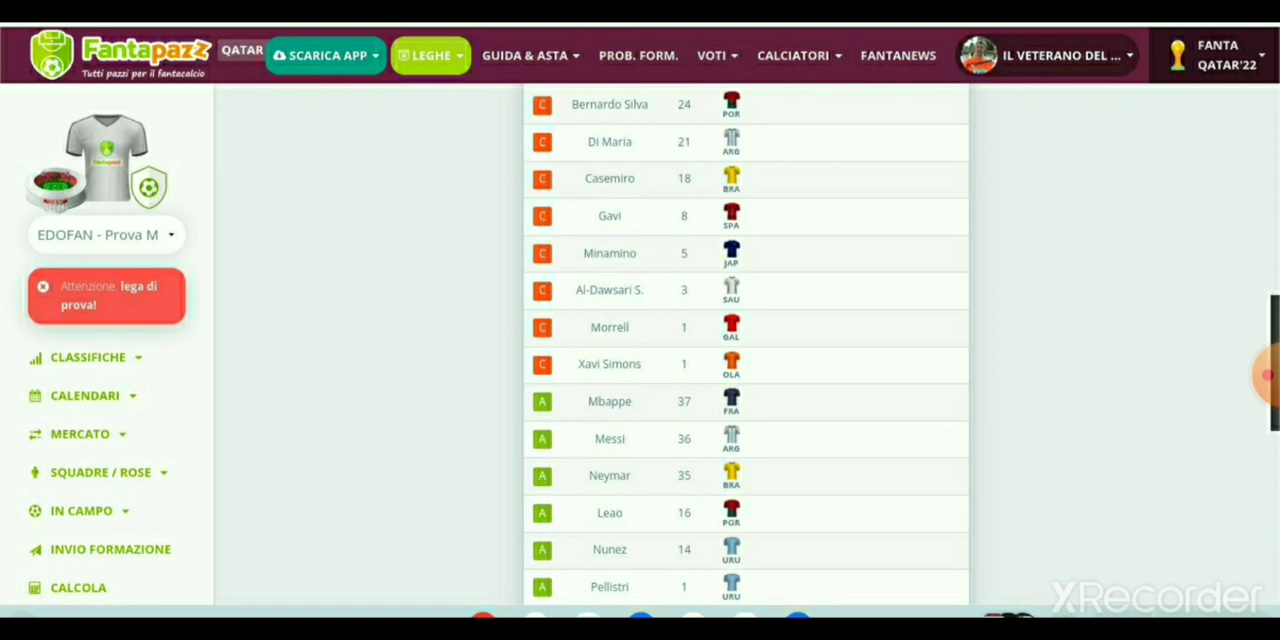 Fantapazz
Tutti pazzi per il fantacalcio
QATAR
SCARICA APP
LEGHE
GUIDA & ASTA
PROB. FORM.
VOTI
CALCIATORI
FANTANEWS
IL VETERANO DEL ...
FANTA
QATAR'22
Fantapazz
EDOFAN - Prova M
Attenzione, lega di
prova!
CLASSIFICHE
CALENDARI
MERCATO
SQUADRE / ROSE
IN CAMPO
INVIO FORMAZIONE
CALCOLA
C Bernardo Silva 24 POR
C Di Maria 21 ARG
C Casemiro 18 BRA
C Gavi 8 SPA
C Minamino 5 JAP
C Al-Dawsari S. 3 SAU
C Morrell 1 GAL
C Xavi Simons 1 OLA
A Mbappe 37 FRA
A Messi 36 ARG
A Neymar 35 BRA
A Leao 16 POR
A Nunez 14 URU
A Pellistri 1 URU
XRecorder